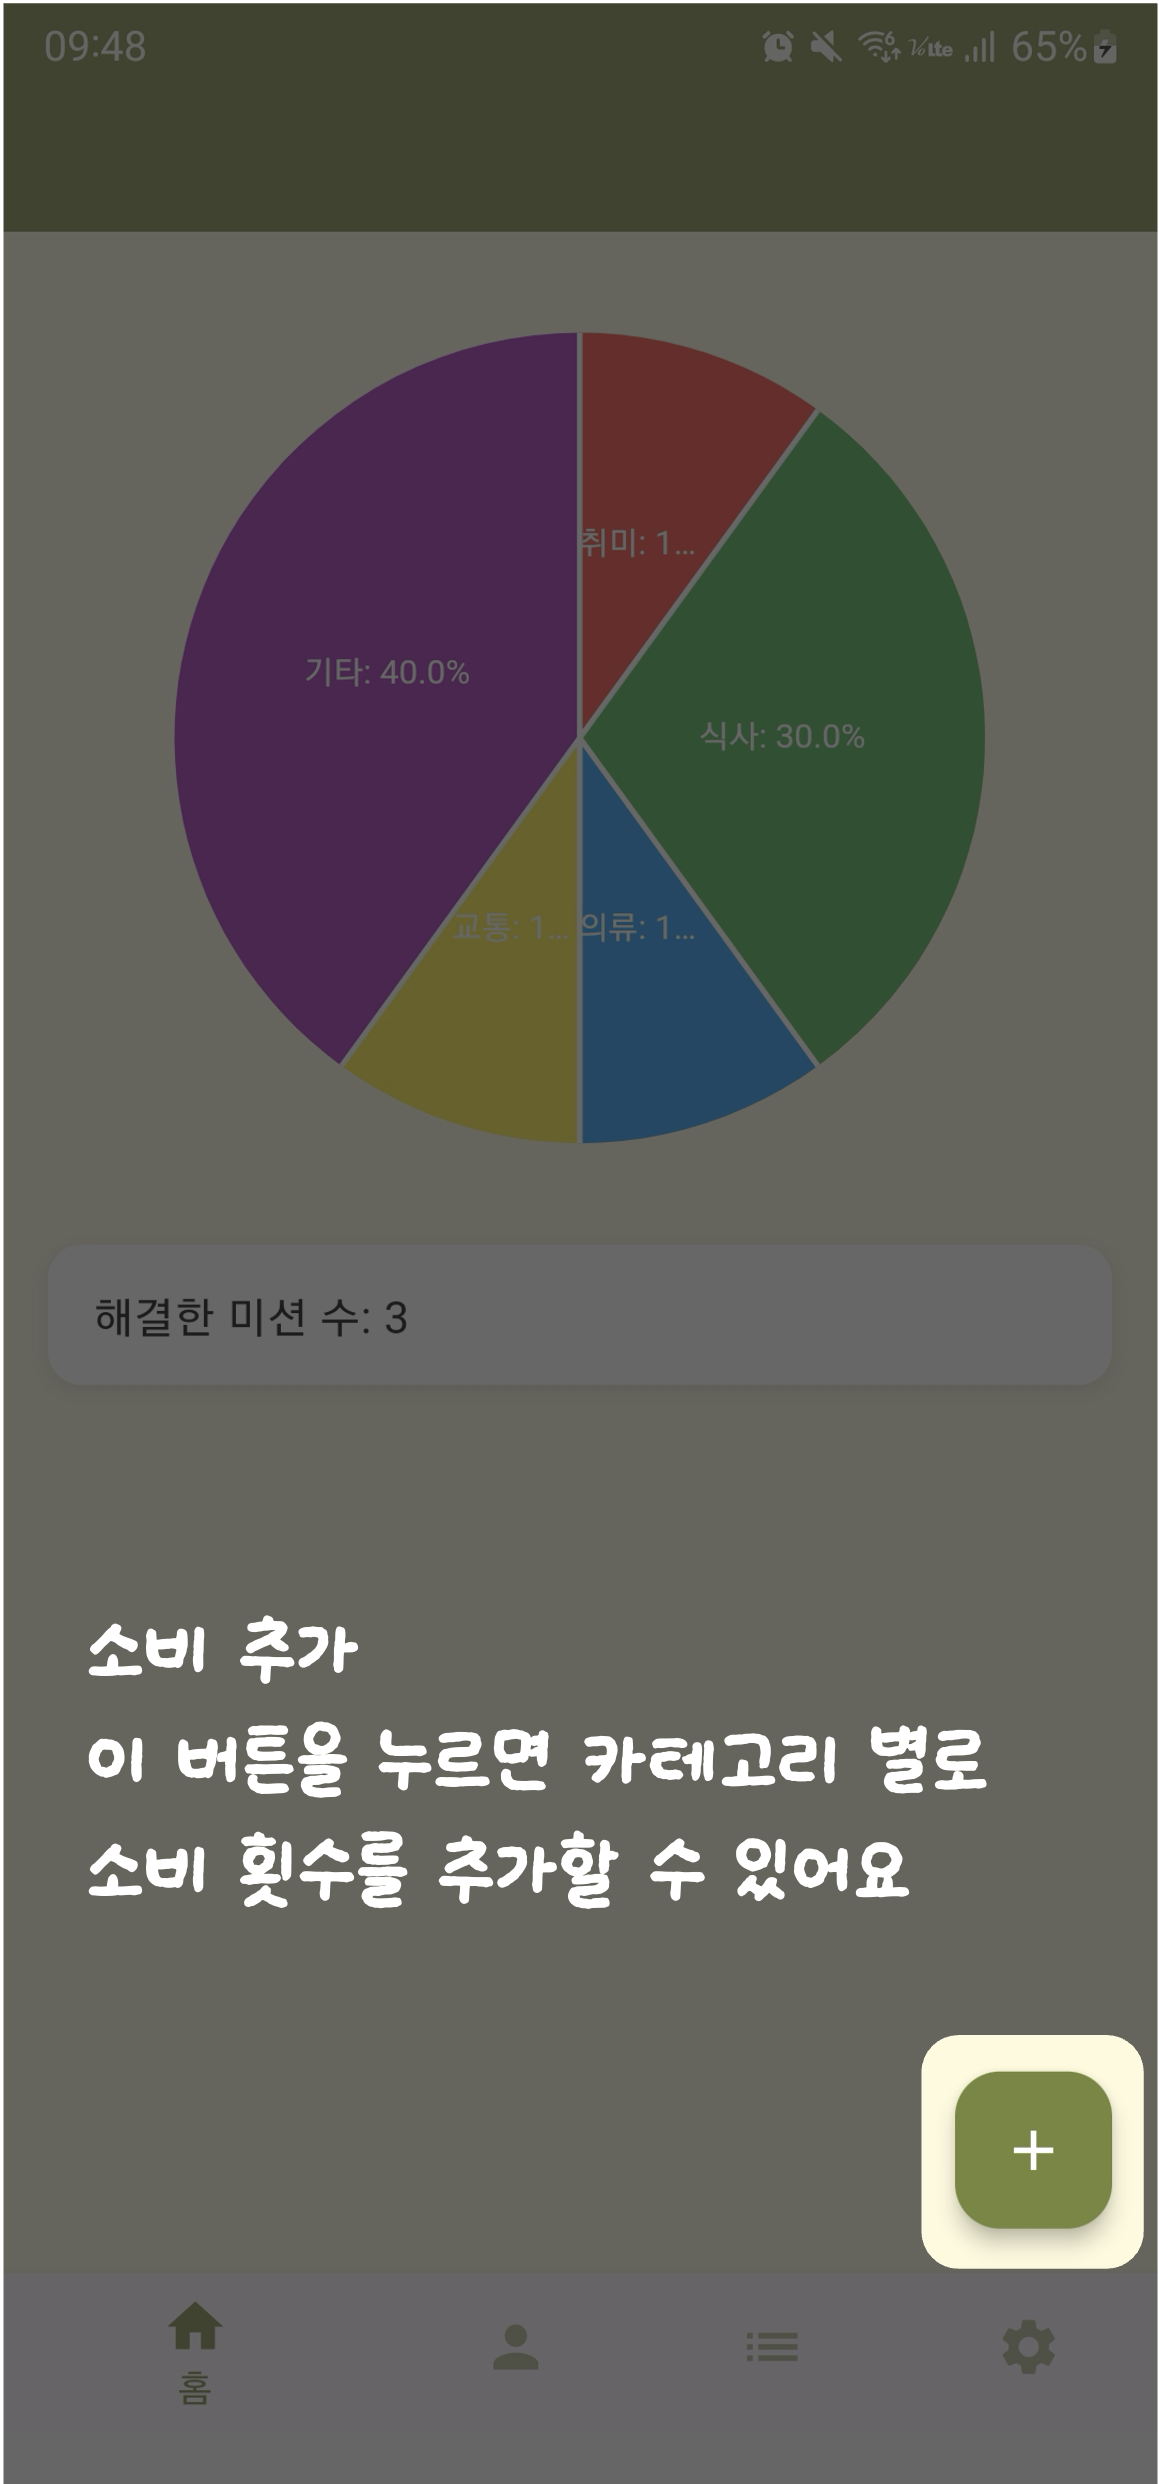 09:48 Vo lte 65%
취미: 1...
기타: 40.0%
식사: 30.0%
교통: 1... 의류: 1...
해결한 미션 수: 3
소비 추가
이 버튼을 누르면 카테고리 별로
소비 횟수를 추가할 수 있어요
+
홈